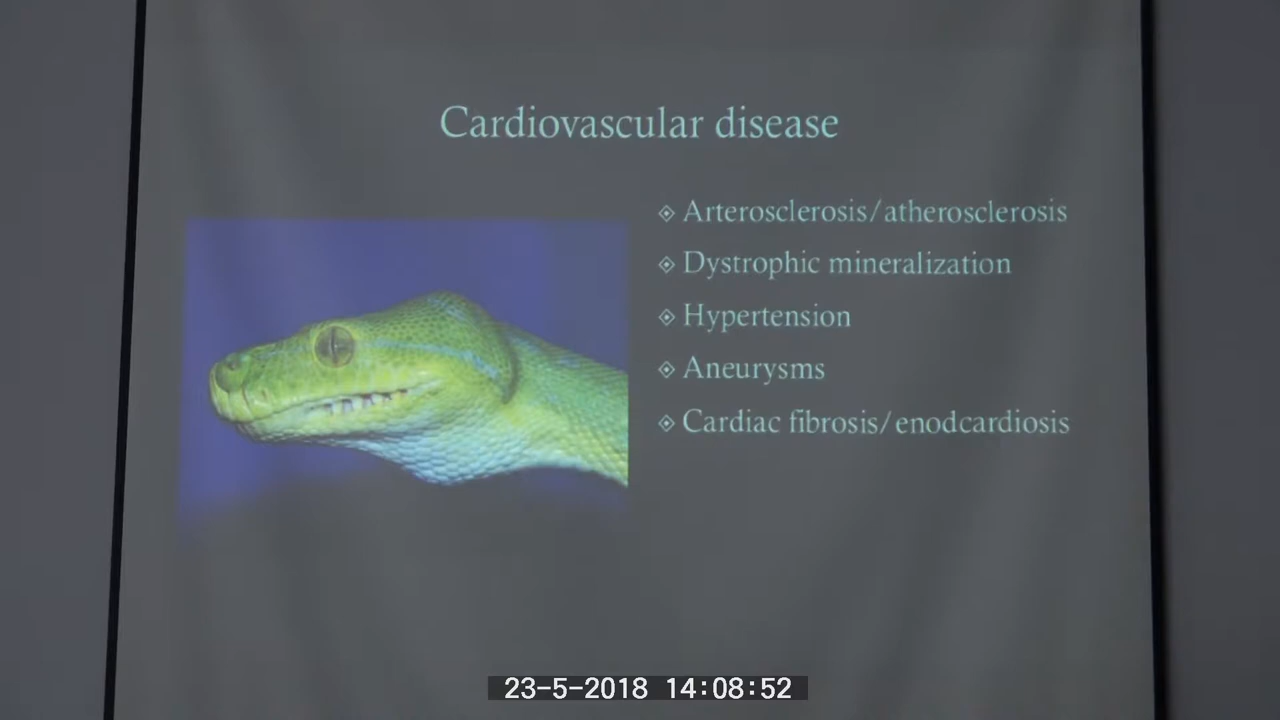 Cardiovascular disease
Arterosclerosis/atherosclerosis
Dystrophic mineralization
Hypertension
Aneurysms
Cardiac fibrosis/enodcardiosis
23-5-2018 14:08:52